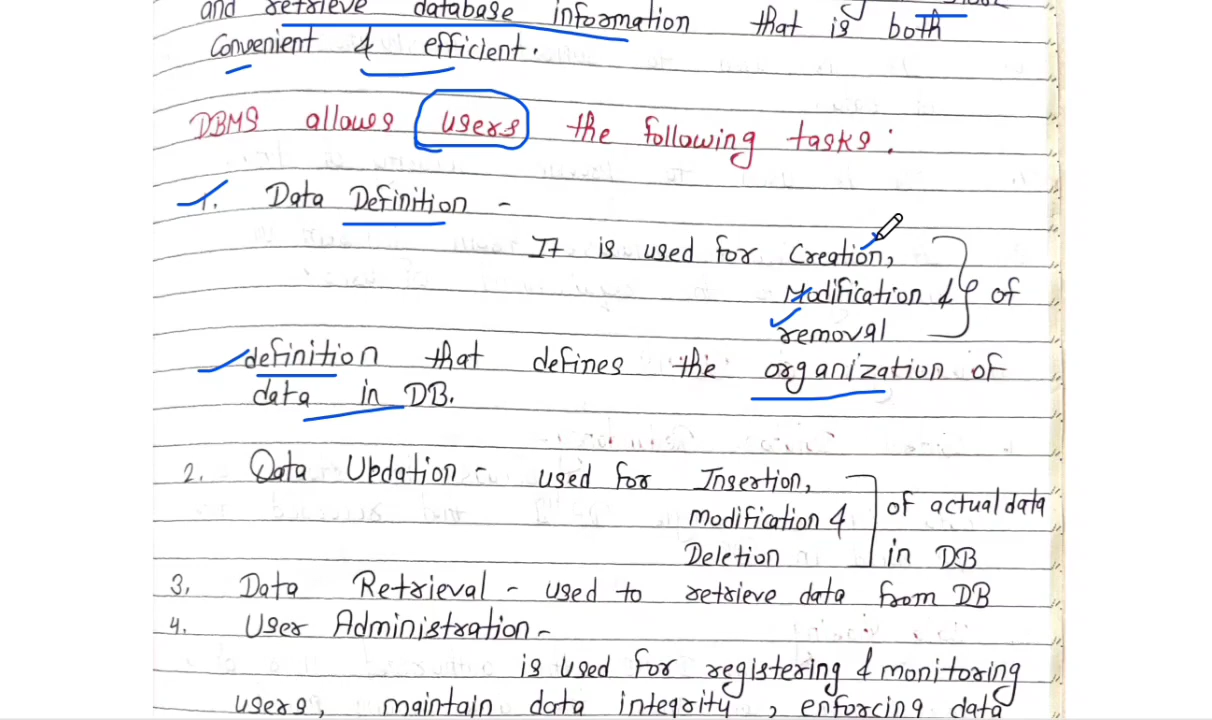 and retrieve database information that is both
Convenient & efficient.
DBMS allows users the following tasks:
1. Data Definition -
It is used for Creation,
Modification & of
removal
definition that defines the organization of
data in DB.
2. Data Updation - used for Insertion,
Modification & of actual data
Deletion in DB
3. Data Retrieval - used to retrieve data from DB
4. User Administration -
is used for registering & monitoring
users, maintain data integrity, enforcing data